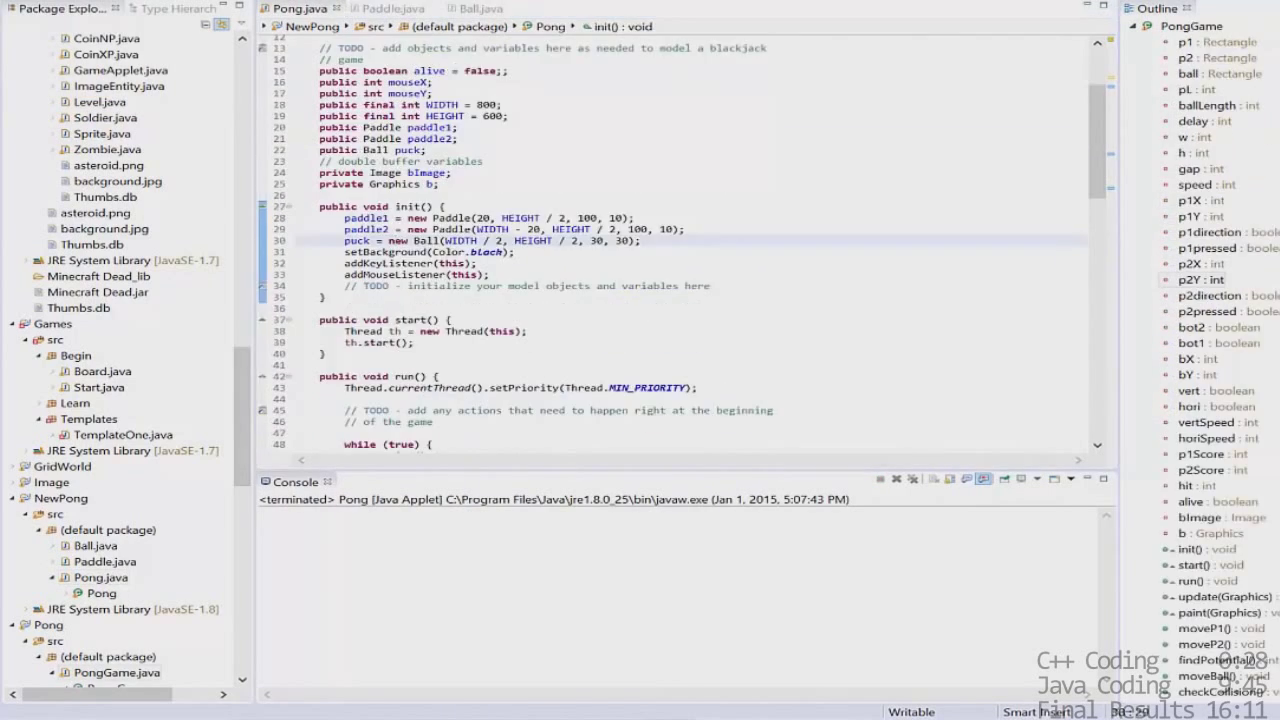 Package Explo...
Type Hierarch
CoinNP.java
CoinXP.java
GameApplet.java
ImageEntity.java
Level.java
Soldier.java
Sprite.java
Zombie.java
asteroid.png
background.jpg
Thumbs.db
asteroid.png
background.jpg
Thumbs.db
JRE System Library [JavaSE-1.7]
Minecraft Dead_lib
Minecraft Dead.jar
Thumbs.db
Games
src
Begin
Board.java
Start.java
Learn
Templates
TemplateOne.java
JRE System Library [JavaSE-1.7]
GridWorld
Image
NewPong
src
(default package)
Ball.java
Paddle.java
Pong.java
Pong
JRE System Library [JavaSE-1.8]
Pong
src
(default package)
PongGame.java
Pong.java
Paddle.java
Ball.java
NewPong src (default package) Pong init() : void
12
13 // TODO - add objects and variables here as needed to model a blackjack
14 // game
15 public boolean alive = false;;
16 public int mouseX;
17 public int mouseY;
18 public final int WIDTH = 800;
19 public final int HEIGHT = 600;
20 public Paddle paddle1;
21 public Paddle paddle2;
22 public Ball puck;
23 // double buffer variables
24 private Image bImage;
25 private Graphics b;
26
27 public void init() {
28 paddle1 = new Paddle(20, HEIGHT / 2, 100, 10);
29 paddle2 = new Paddle(WIDTH - 20, HEIGHT / 2, 100, 10);
30 puck = new Ball(WIDTH / 2, HEIGHT / 2, 30, 30);
31 setBackground(Color.black);
32 addKeyListener(this);
33 addMouseListener(this);
34 // TODO - initialize your model objects and variables here
35 }
36
37 public void start() {
38 Thread th = new Thread(this);
39 th.start();
40 }
41
42 public void run() {
43 Thread.currentThread().setPriority(Thread.MIN_PRIORITY);
44
45 // TODO - add any actions that need to happen right at the beginning
46 // of the game
47
48 while (true) {
Console
<terminated> Pong [Java Applet] C:\Program Files\Java\jre1.8.0_25\bin\javaw.exe (Jan 1, 2015, 5:07:43 PM)
Outline
PongGame
p1 : Rectangle
p2 : Rectangle
ball : Rectangle
pL : int
ballLength : int
delay : int
w : int
h : int
gap : int
speed : int
p1X : int
p1Y : int
p1direction : boole
p1pressed : boole
p2X : int
p2Y : int
p2direction : boole
p2pressed : boole
bot2 : boolean
bot1 : boolean
bX : int
bY : int
vert : boolean
hori : boolean
vertSpeed : int
horiSpeed : int
p1Score : int
p2Score : int
hit : int
alive : boolean
bImage : Image
b : Graphics
init() : void
start() : void
run() : void
update(Graphics) :
paint(Graphics) : v
moveP1() : void
moveP2() : void
findPotential()
moveBall() : void
checkCollision()
C++ Coding 0:28
Java Coding 9:45
Final Results 16:11
Writable
Smart Insert